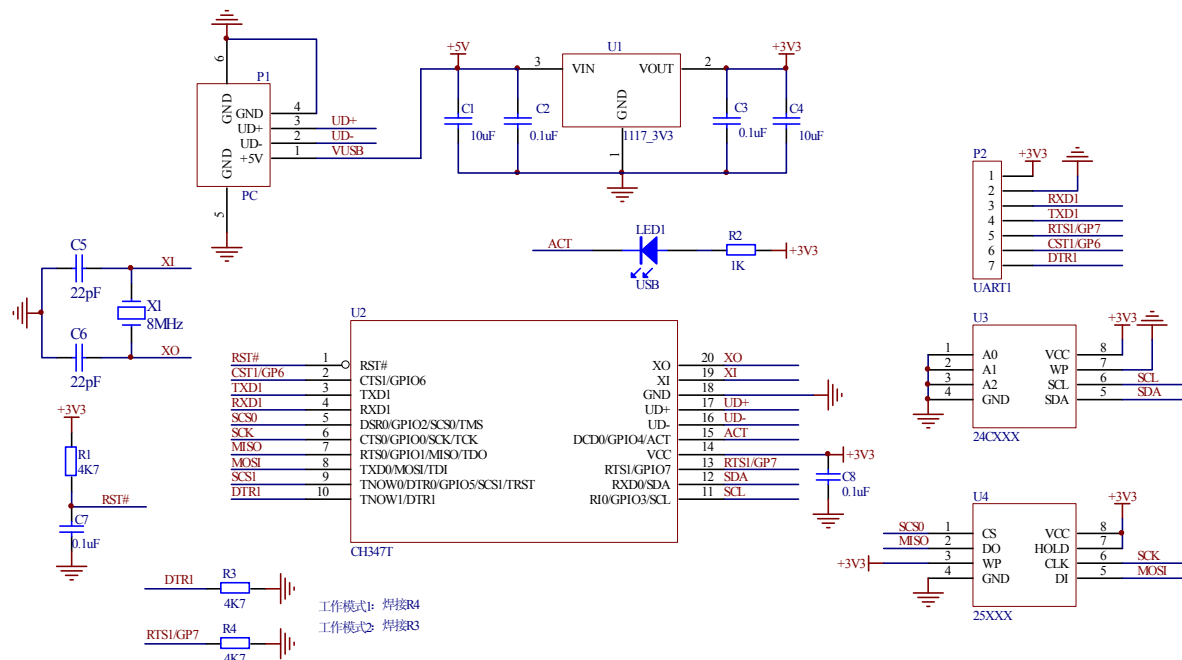 P1
6
GND
GND
4
UD+
3
UD+
UD-
2
UD-
+5V
1
VUSB
GND
5
PC
+5V
U1
+3V3
3
VIN
VOUT
2
GND
1
1117_3V3
C1
10uF
C2
0.1uF
C3
0.1uF
C4
10uF
P2
+3V3
1
2
3
RXD1
4
TXD1
5
RTS1/GP7
6
CST1/GP6
7
DTR1
UART1
ACT
LED1
USB
R2
1K
+3V3
C5
22pF
XI
X1
8MHz
C6
22pF
XO
+3V3
R1
4K7
RST#
C7
0.1uF
U2
RST#
1
RST#
CST1/GP6
2
CTS1/GPIO6
TXD1
3
TXD1
RXD1
4
RXD1
SCS0
5
DSR0/GPIO2/SCS0/TMS
SCK
6
CTS0/GPIO0/SCK/TCK
MISO
7
RTS0/GPIO1/MISO/TDO
MOSI
8
TXD0/MOSI/TDI
SCS1
9
TNOW0/DTR0/GPIO5/SCS1/TRST
DTR1
10
TNOW1/DTR1
XO
20
XO
XI
19
XI
GND
18
UD+
17
UD+
UD-
16
UD-
DCD0/GPIO4/ACT
15
ACT
VCC
14
+3V3
RTS1/GPIO7
13
RTS1/GP7
RXD0/SDA
12
SDA
RI0/GPIO3/SCL
11
SCL
CH347T
C8
0.1uF
U3
+3V3
1
A0
VCC
8
2
A1
WP
7
3
A2
SCL
6
SCL
4
GND
SDA
5
SDA
24CXXX
U4
+3V3
SCS0
1
CS
VCC
8
MISO
2
DO
HOLD
7
+3V3
3
WP
CLK
6
SCK
4
GND
DI
5
MOSI
25XXX
DTR1
R3
4K7
RTS1/GP7
R4
4K7
工作模式1: 焊接R4
工作模式2: 焊接R3